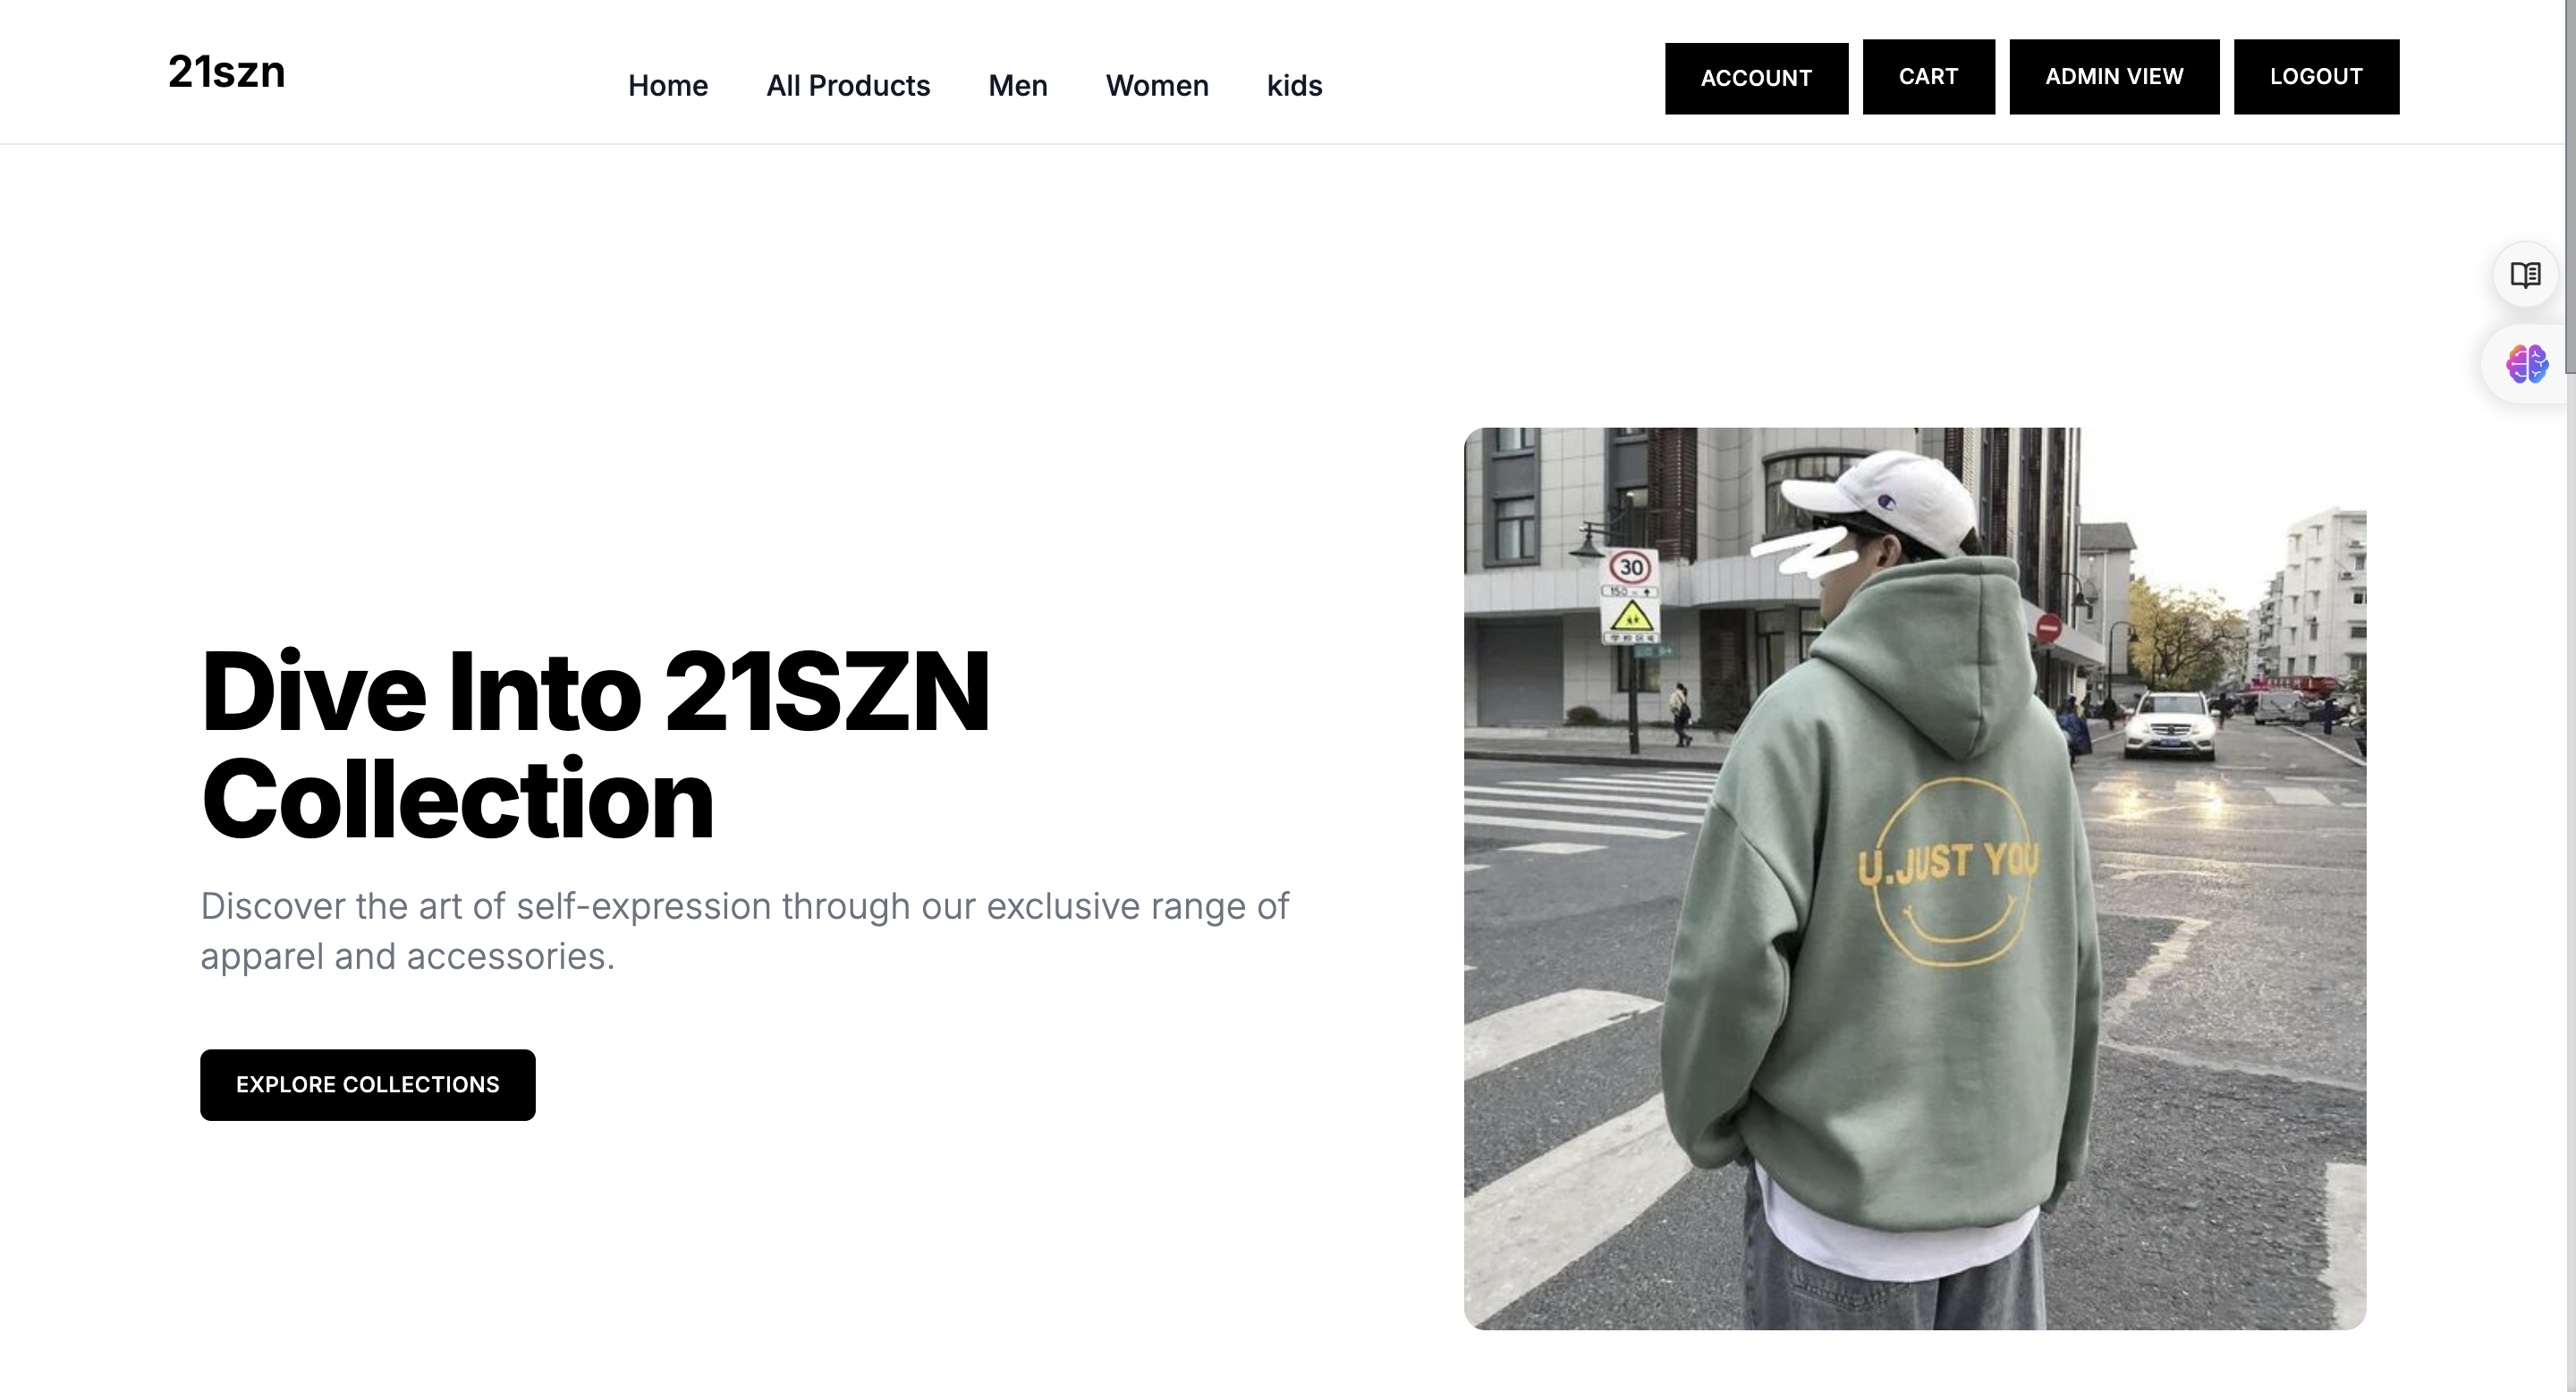 21szn
Home All Products Men Women kids
ACCOUNT CART ADMIN VIEW LOGOUT
Dive Into 21SZN
Collection
Discover the art of self-expression through our exclusive range of
apparel and accessories.
EXPLORE COLLECTIONS
30
150
U.JUST YOU